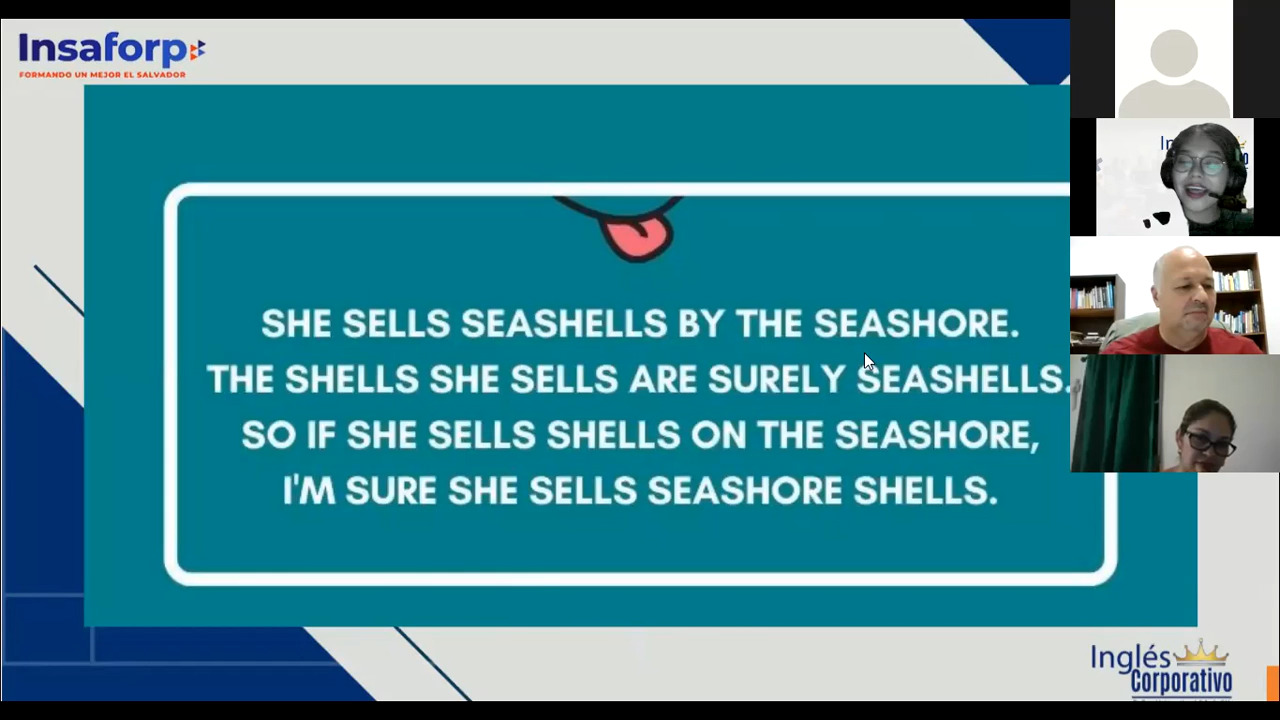 Insaforp
FORMANDO UN MEJOR EL SALVADOR
SHE SELLS SEASHELLS BY THE SEASHORE.
THE SHELLS SHE SELLS ARE SURELY SEASHELLS.
SO IF SHE SELLS SHELLS ON THE SEASHORE,
I'M SURE SHE SELLS SEASHORE SHELLS.
Inglés
Corporativo